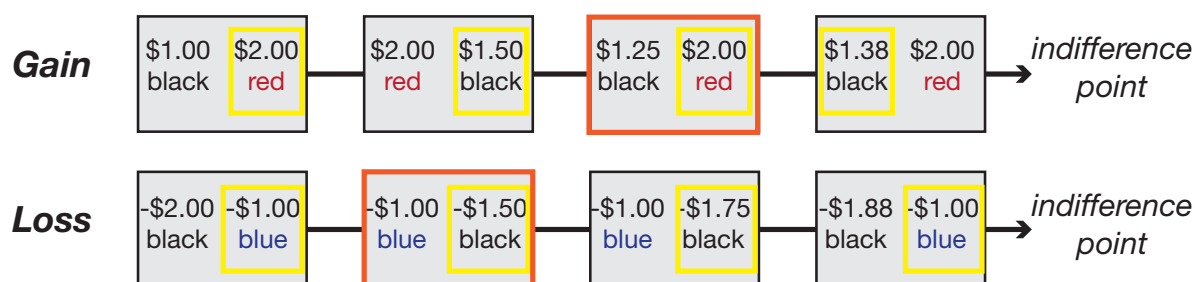 Gain
$1.00 $2.00 $2.00 $1.50 $1.25 $2.00 $1.38 $2.00 indifference
black red red black black red black red point
Loss
-$2.00 -$1.00 -$1.00 -$1.50 -$1.00 -$1.75 -$1.88 -$1.00 indifference
black blue blue black blue black black blue point